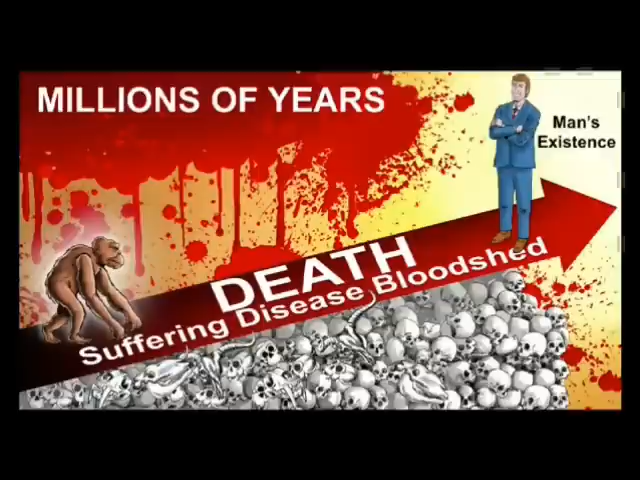 MILLIONS OF YEARS
Man's
Existence
DEATH
Suffering Disease Bloodshed